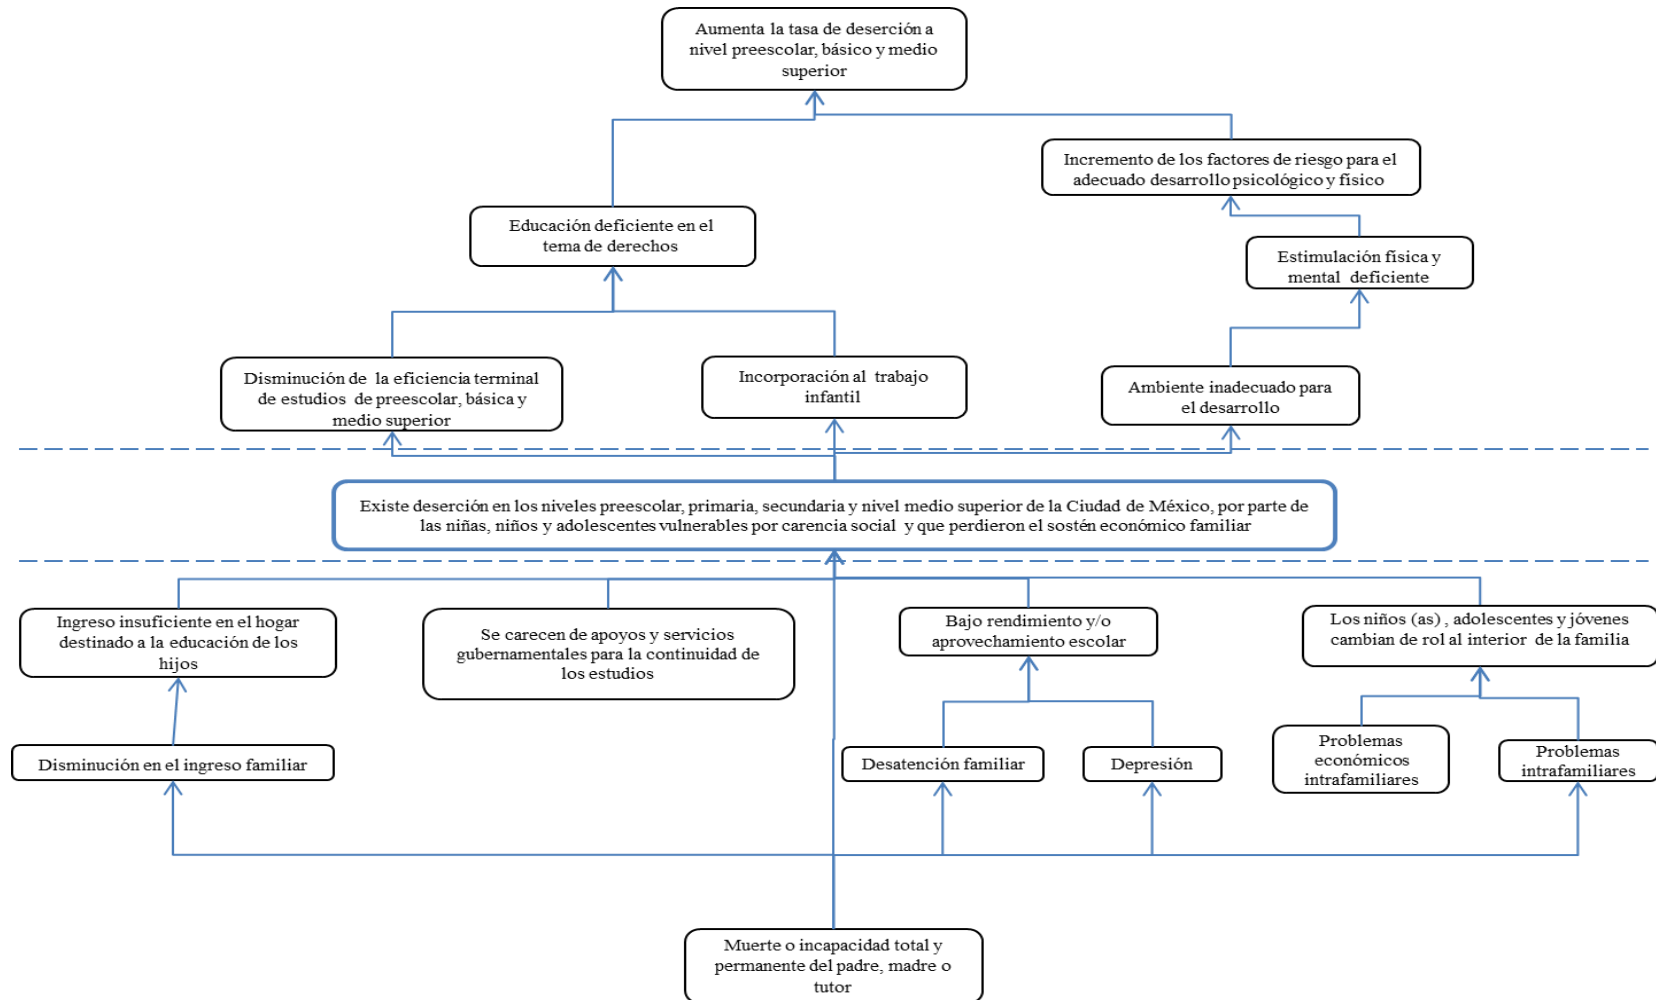 Aumenta la tasa de deserción a
nivel preescolar, básico y medio
superior
Incremento de los factores de riesgo para el
adecuado desarrollo psicológico y físico
Educación deficiente en el
tema de derechos
Estimulación física y
mental deficiente
Disminución de la eficiencia terminal
de estudios de preescolar, básica y
medio superior
Incorporación al trabajo
infantil
Ambiente inadecuado para
el desarrollo
Existe deserción en los niveles preescolar, primaria, secundaria y nivel medio superior de la Ciudad de México, por parte de
las niñas, niños y adolescentes vulnerables por carencia social y que perdieron el sostén económico familiar
Ingreso insuficiente en el hogar
destinado a la educación de los
hijos
Se carecen de apoyos y servicios
gubernamentales para la continuidad de
los estudios
Bajo rendimiento y/o
aprovechamiento escolar
Los niños (as) , adolescentes y jóvenes
cambian de rol al interior de la familia
Disminución en el ingreso familiar
Desatención familiar
Depresión
Problemas
económicos
intrafamiliares
Problemas
intrafamiliares
Muerte o incapacidad total y
permanente del padre, madre o
tutor